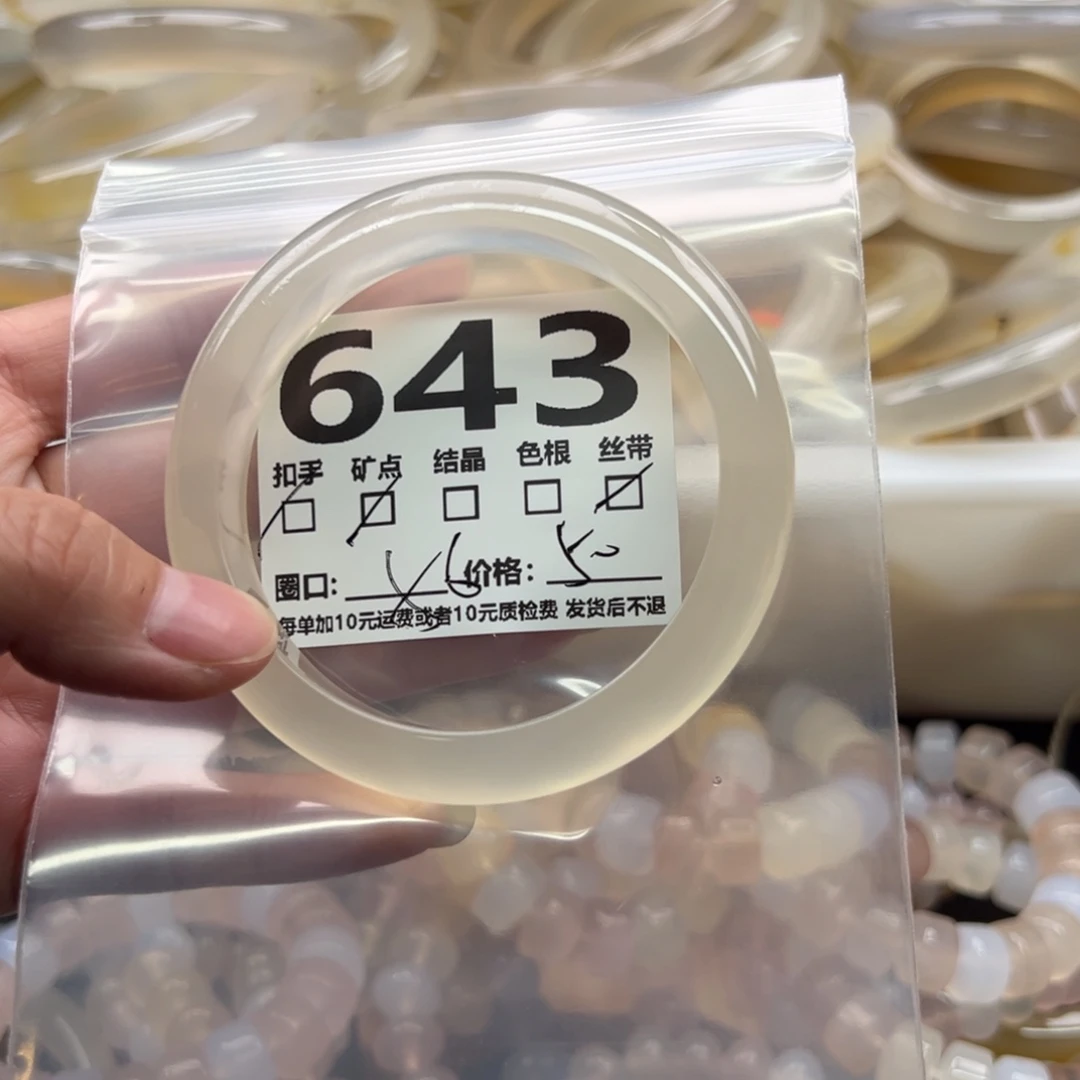 643
扣手 矿点 结晶 色根 丝带
圈口: 价格: 50
每单加10元运费或者10元质检费 发货后不退